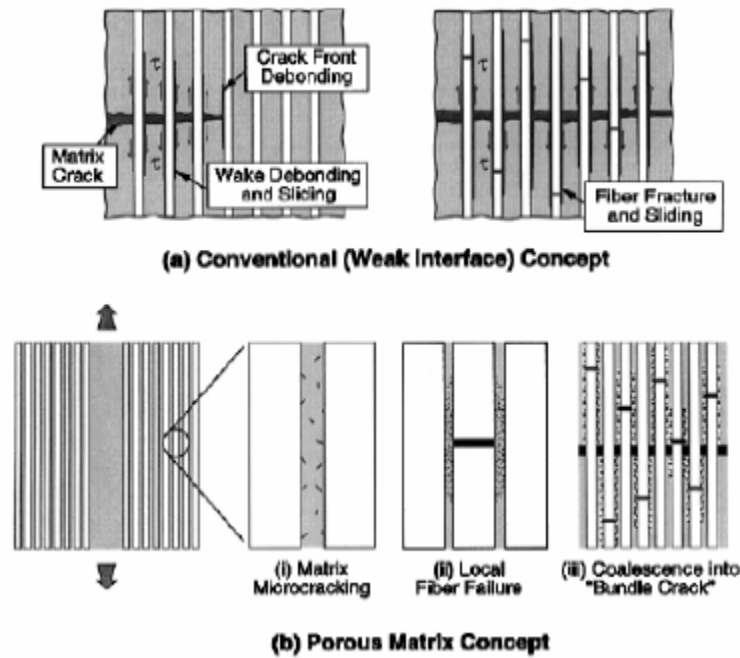 τ
τ
Crack Front
Debonding
Matrix
Crack
Wake Debonding
and Sliding
τ
τ
Fiber Fracture
and Sliding
(a) Conventional (Weak Interface) Concept
(i) Matrix
Microcracking
(ii) Local
Fiber Failure
(iii) Coalescence into
"Bundle Crack"
(b) Porous Matrix Concept